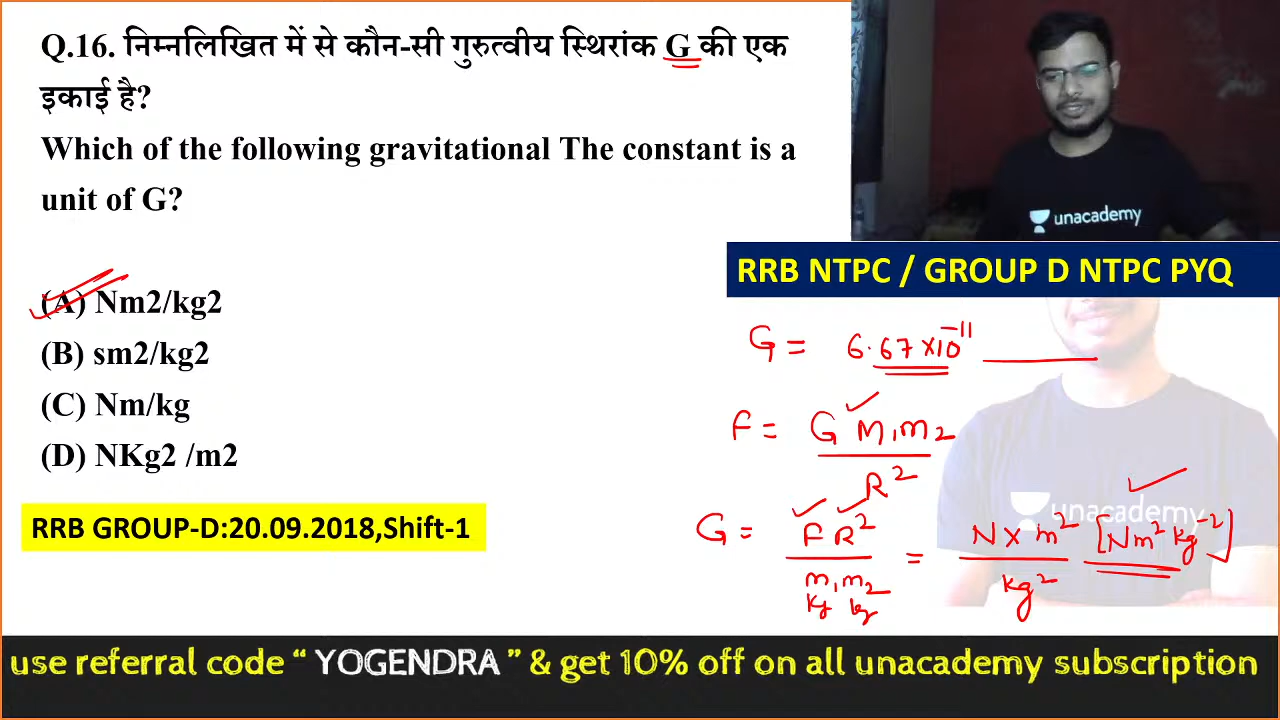 Q.16. निम्नलिखित में से कौन-सी गुरुत्वीय स्थिरांक G की एक
इकाई है?
Which of the following gravitational The constant is a
unit of G?
(A) Nm2/kg2
(B) sm2/kg2
(C) Nm/kg
(D) NKg2 /m2
RRB GROUP-D:20.09.2018,Shift-1
unacademy
RRB NTPC / GROUP D NTPC PYQ
G = 6.67×10⁻¹¹
F = G m₁m₂
R²
unacademy
G = F R² = N × m² [Nm² kg⁻²]
m₁m₂ kg²
kg kg
use referral code “ YOGENDRA ” & get 10% off on all unacademy subscription